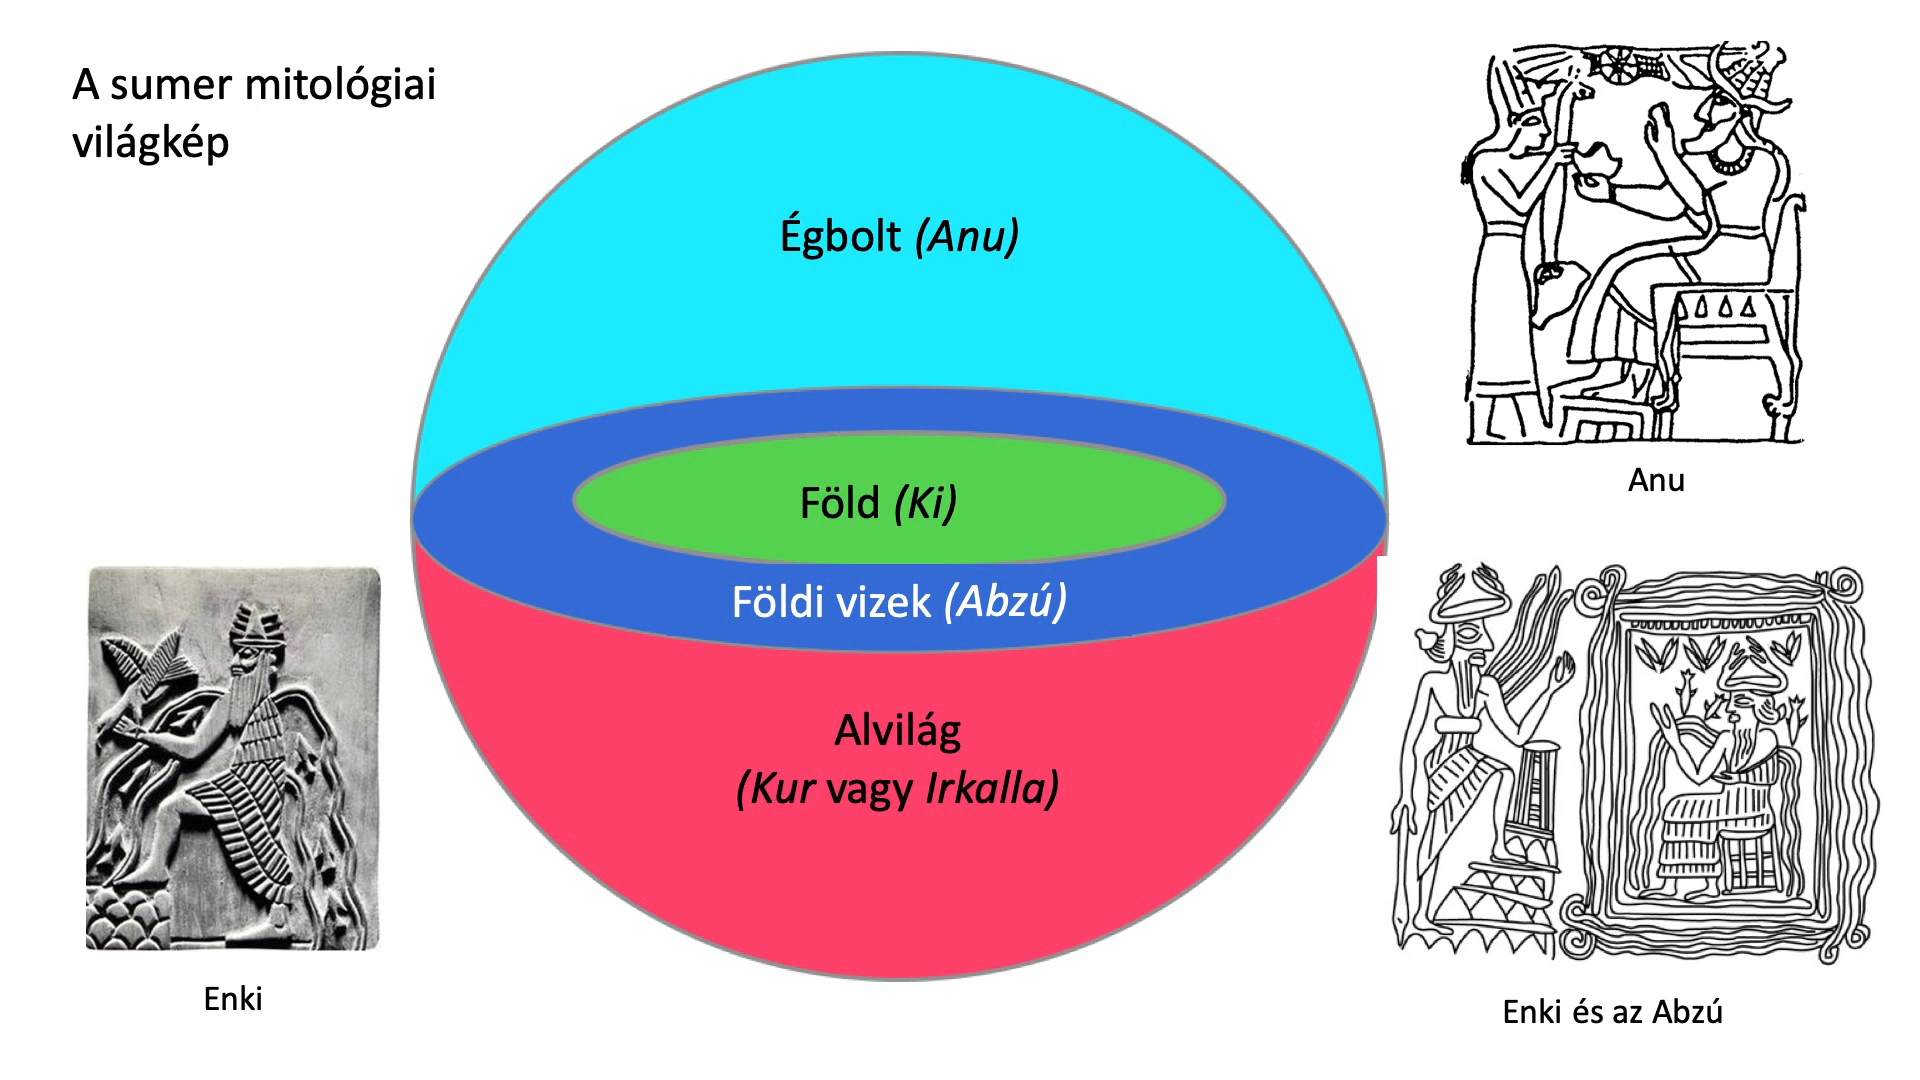 A sumer mitológiai
világkép
Égbolt (Anu)
Anu
Föld (Ki)
Földi vizek (Abzú)
Alvilág
(Kur vagy Irkalla)
Enki
Enki és az Abzú